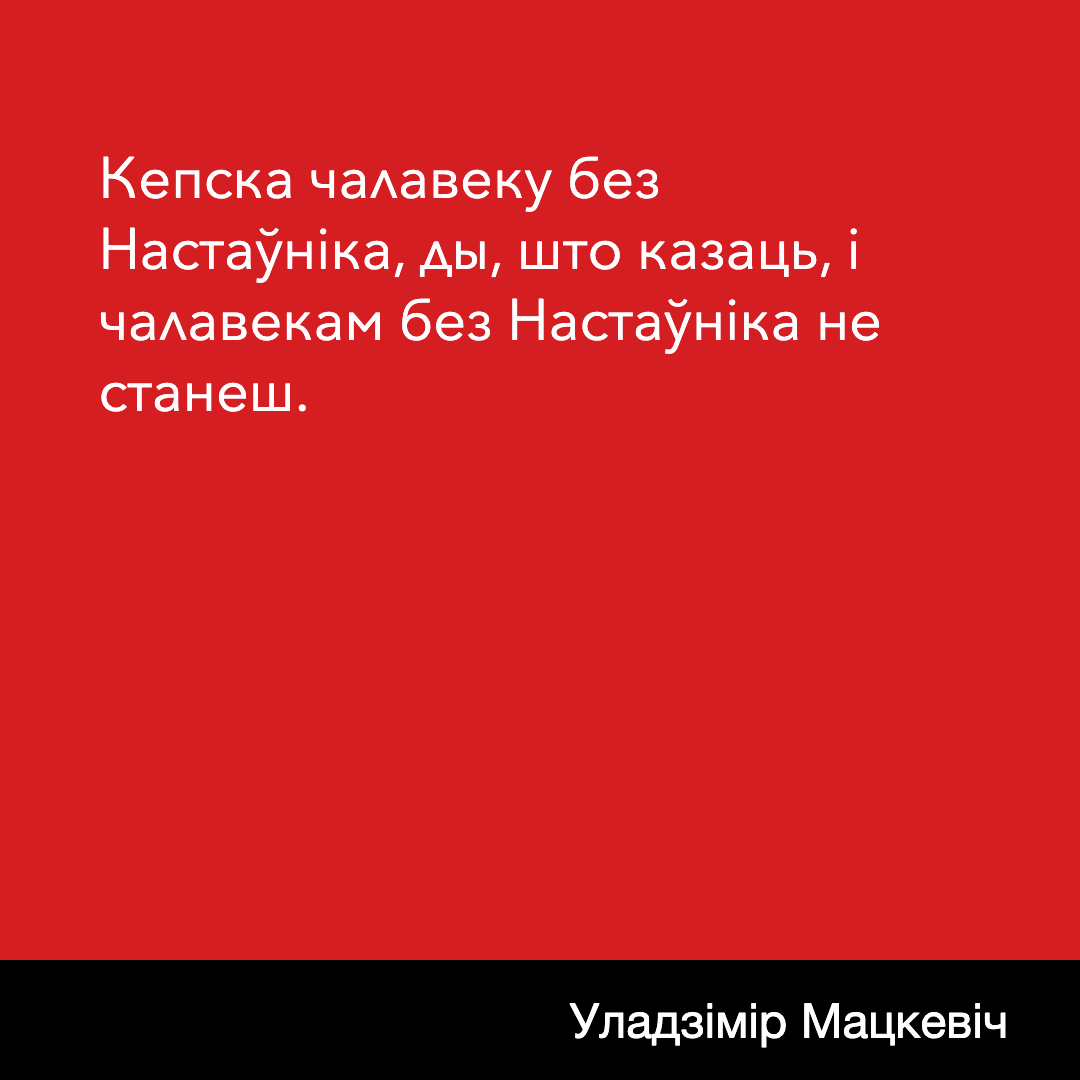 Кепска чалавеку без
Настаўніка, ды, што казаць, і
чалавекам без Настаўніка не
станеш.
Уладзімір Мацкевіч